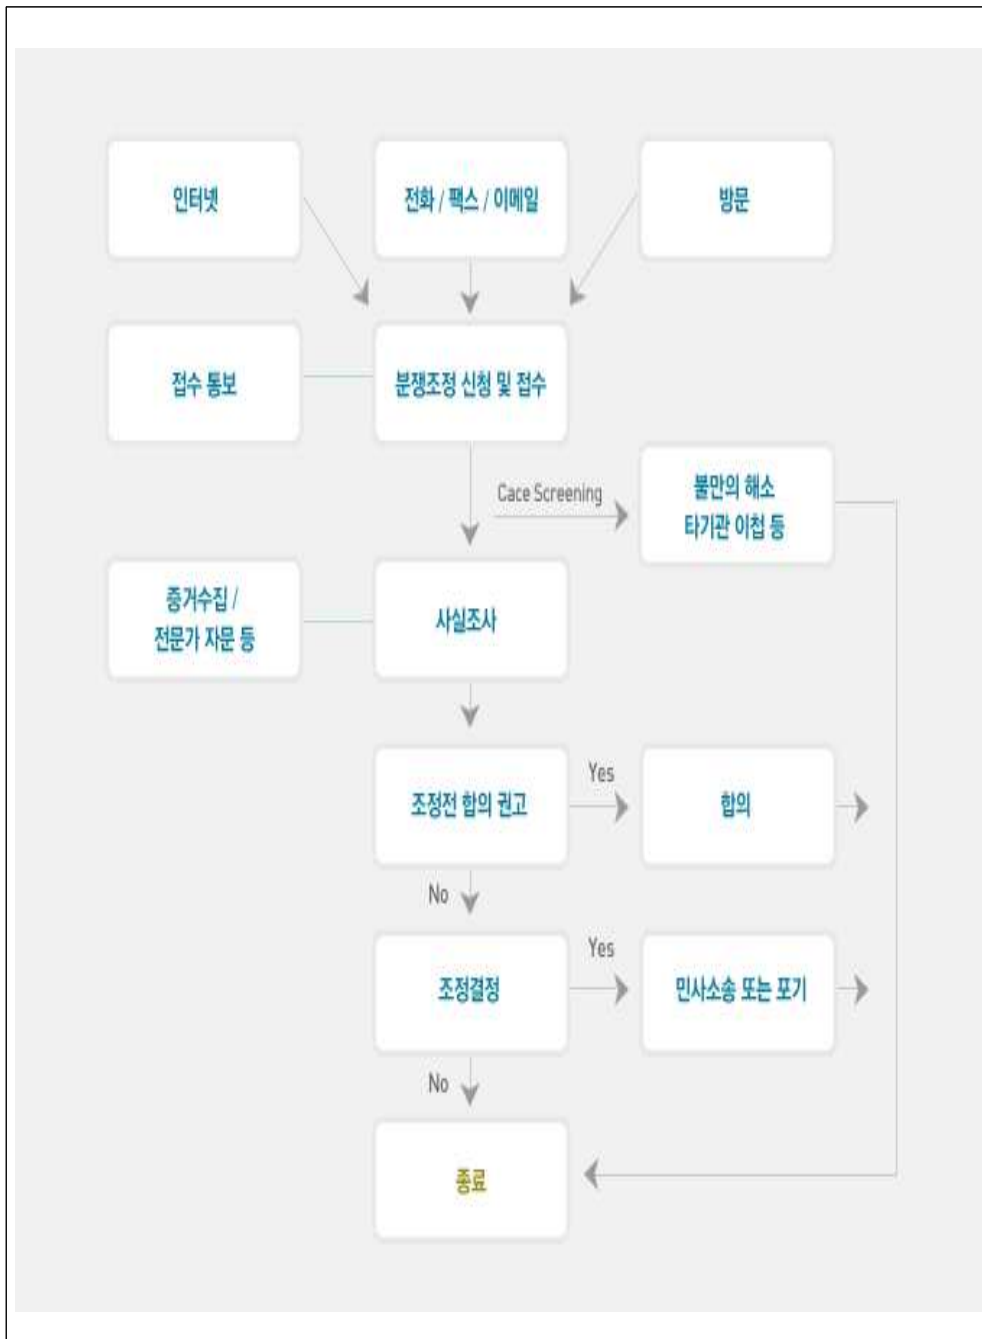 인터넷
전화 / 팩스 / 이메일
방문
접수 통보
분쟁조정 신청 및 접수
Cace Screening
불만의 해소
타기관 이첩 등
증거수집 /
전문가 자문 등
사실조사
조정전 합의 권고
Yes
합의
No
조정결정
Yes
민사소송 또는 포기
No
종료